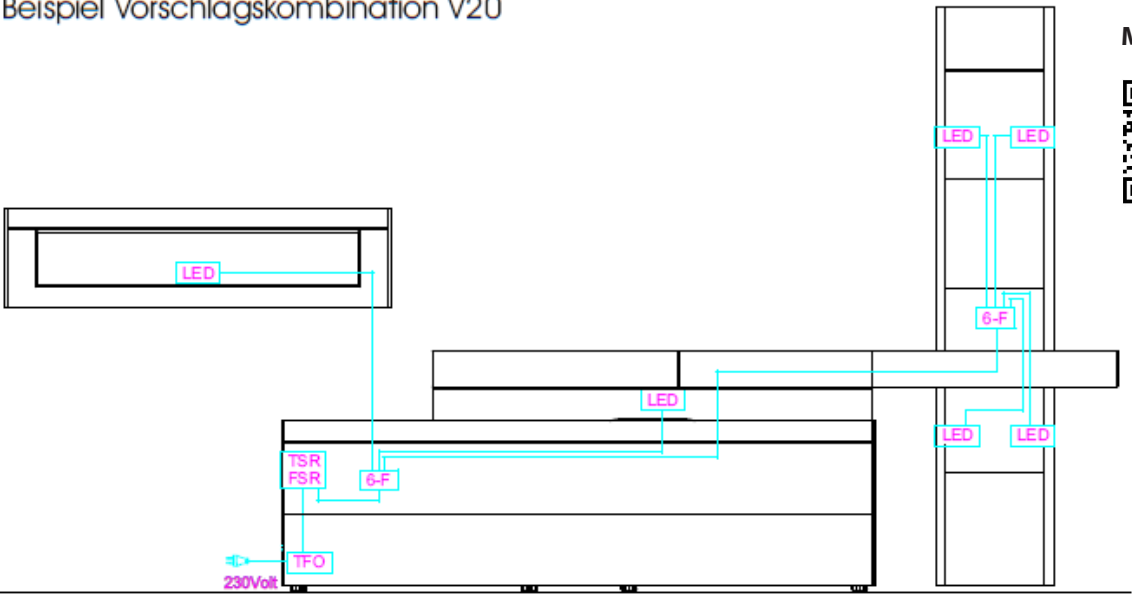 Beispiel Vorschlagskombination V20
M
LED LED
LED
6-F
LED
LED LED
TSR
FSR
6-F
TFO
230Volt